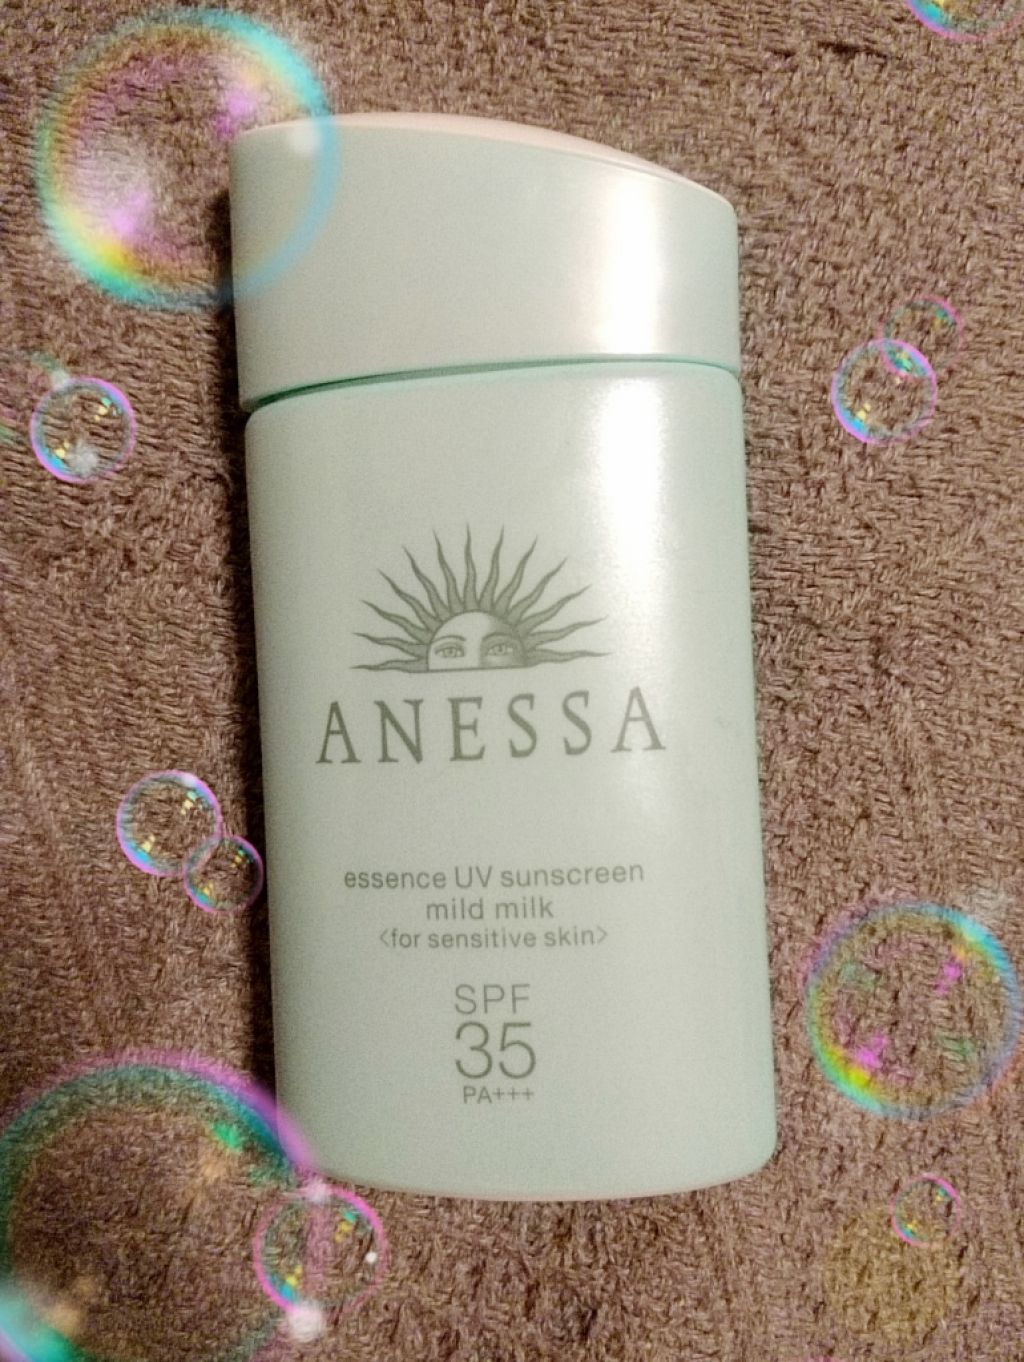 ANESSA
essence UV sunscreen
mild milk
<for sensitive skin>
SPF
35
PA+++